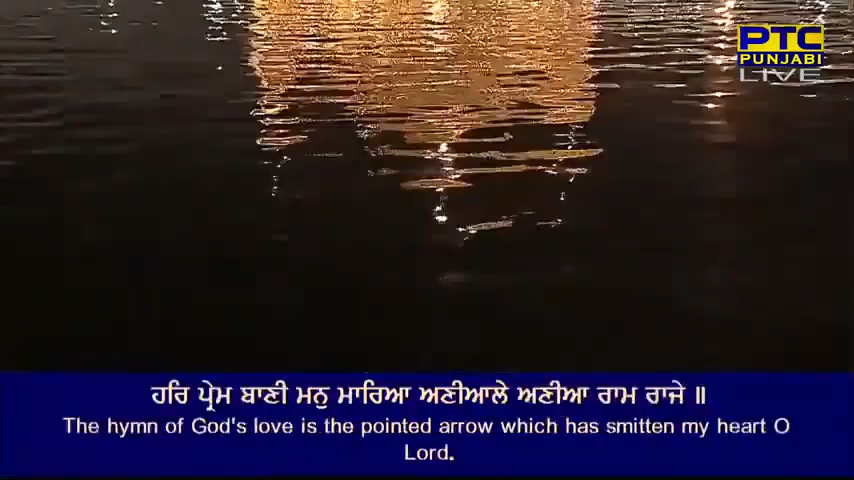 PTC
PUNJABI
LIVE
ਹਰਿ ਪ੍ਰੇਮ ਬਾਣੀ ਮਨੁ ਮਾਰਿਆ ਅਣੀਆਲੇ ਅਣੀਆ ਰਾਮ ਰਾਜੇ ॥
The hymn of God's love is the pointed arrow which has smitten my heart O
Lord.